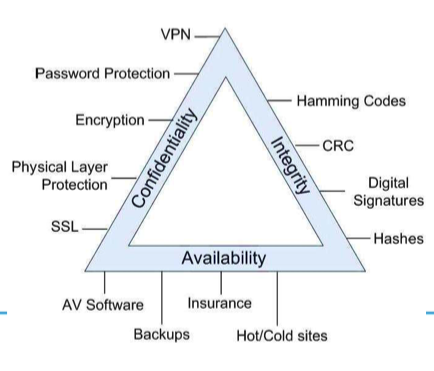 VPN
Password Protection
Encryption
Physical Layer
Protection
SSL
Confidentiality
Hamming Codes
CRC
Digital
Signatures
Hashes
Integrity
Availability
AV Software
Insurance
Backups
Hot/Cold sites